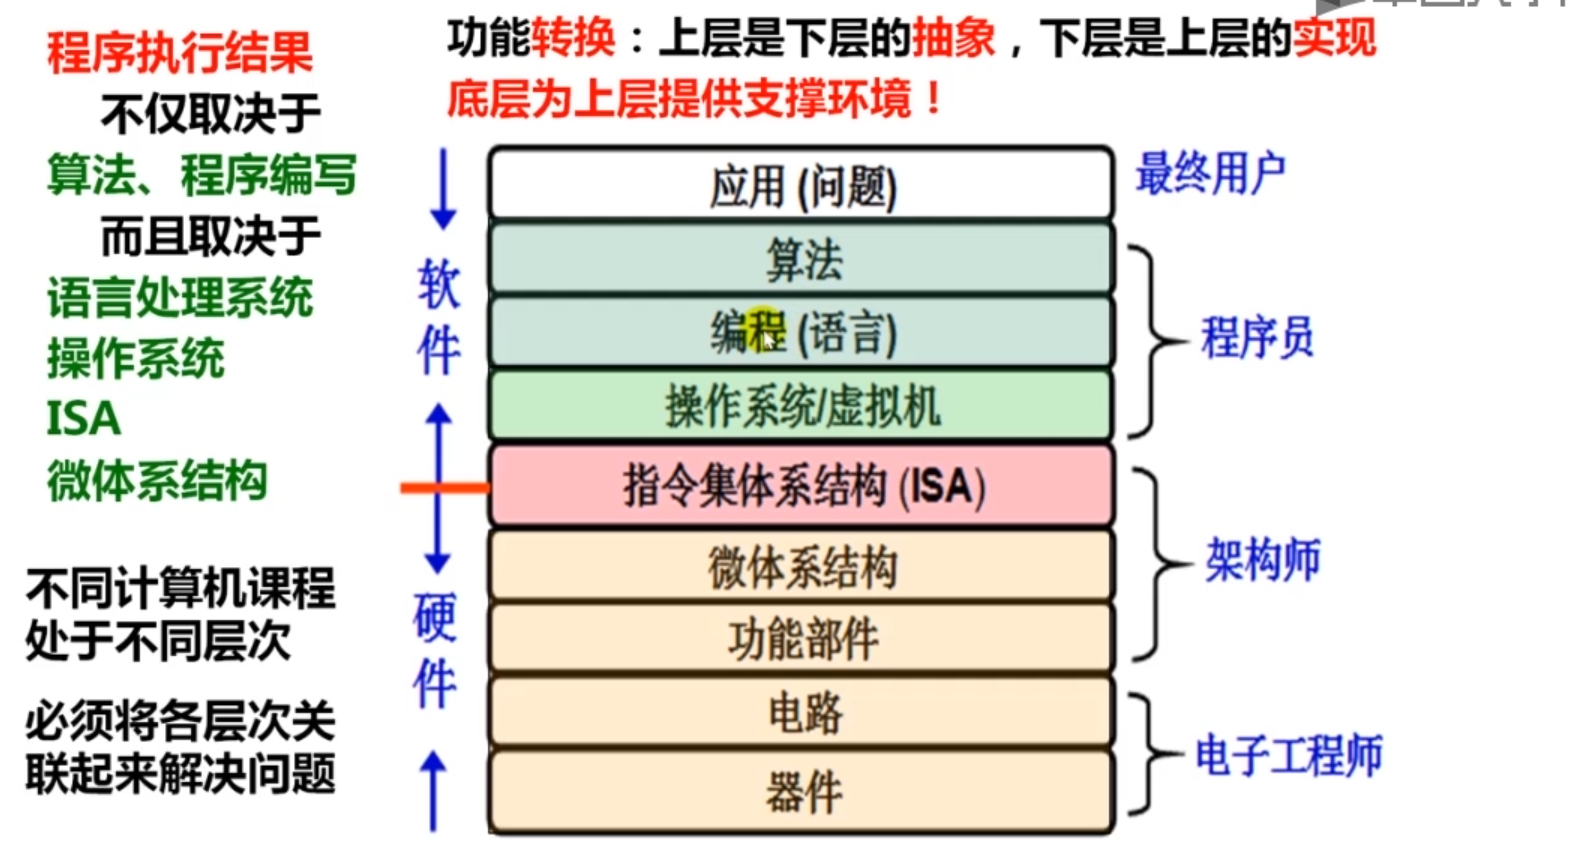 程序执行结果
不仅取决于
算法、程序编写
而且取决于
语言处理系统
操作系统
ISA
微体系结构
不同计算机课程
处于不同层次
必须将各层次关
联起来解决问题
功能转换：上层是下层的抽象，下层是上层的实现
底层为上层提供支撑环境！
软件
硬件
应用 (问题)
算法
编程 (语言)
操作系统/虚拟机
指令集体系结构 (ISA)
微体系结构
功能部件
电路
器件
最终用户
程序员
架构师
电子工程师